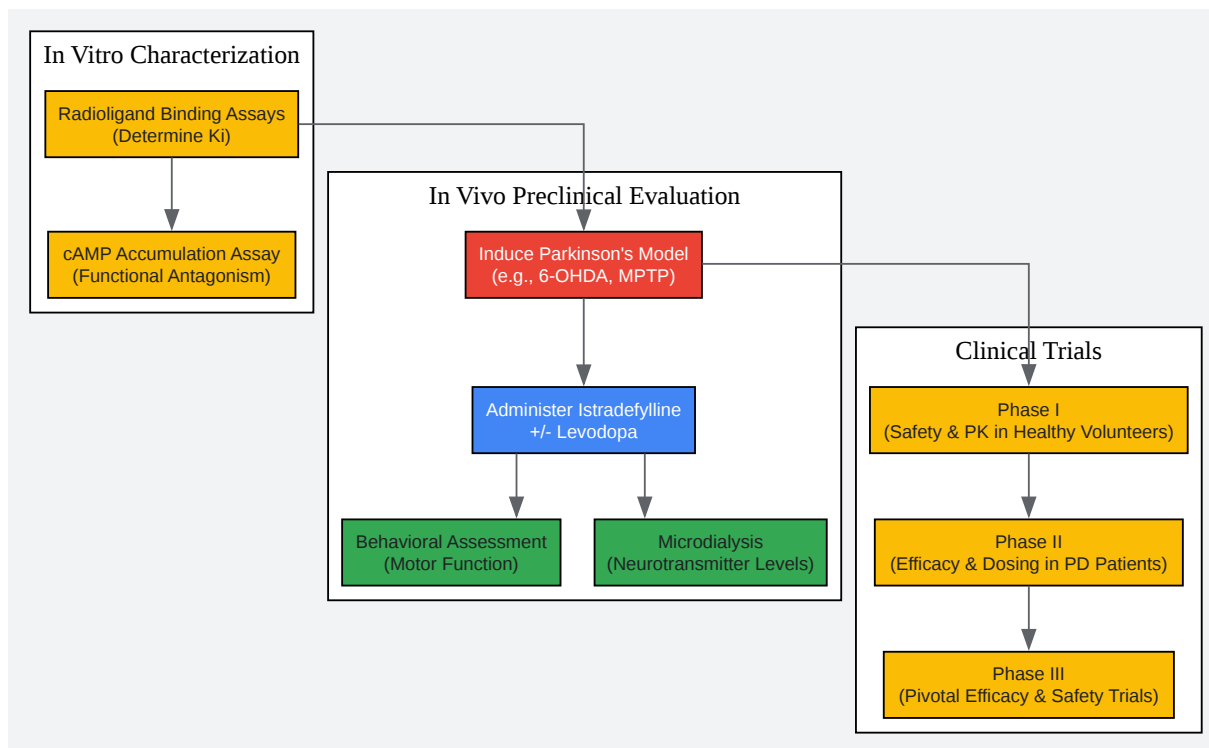 In Vitro Characterization
Radioligand Binding Assays
(Determine Ki)
cAMP Accumulation Assay
(Functional Antagonism)
In Vivo Preclinical Evaluation
Induce Parkinson's Model
(e.g., 6-OHDA, MPTP)
Administer Istradefylline
+/- Levodopa
Behavioral Assessment
(Motor Function)
Microdialysis
(Neurotransmitter Levels)
Clinical Trials
Phase I
(Safety & PK in Healthy Volunteers)
Phase II
(Efficacy & Dosing in PD Patients)
Phase III
(Pivotal Efficacy & Safety Trials)